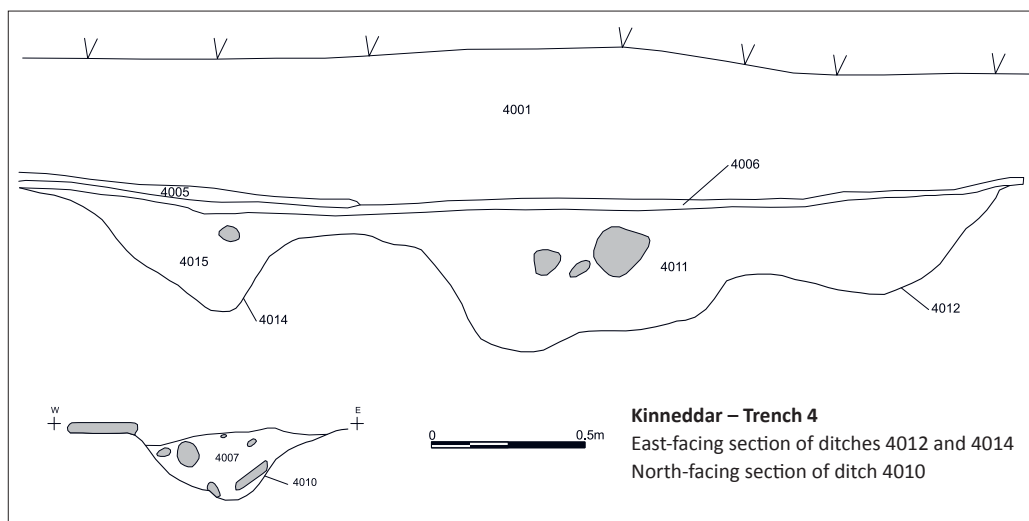 4001
4006
4005
4015
4011
4014
4012
W
E
4007
4010
0
0.5m
Kinneddar – Trench 4
East-facing section of ditches 4012 and 4014
North-facing section of ditch 4010